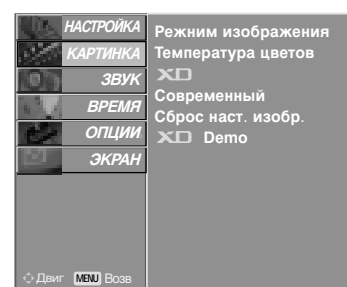 НАСТРОЙКА
КАРТИНКА
ЗВУК
ВРЕМЯ
ОПЦИИ
ЭКРАН
Режним изображения
Температура цветов
XD
Современный
Сброс наст. изобр.
XD Demo
Двиг MENU Возв